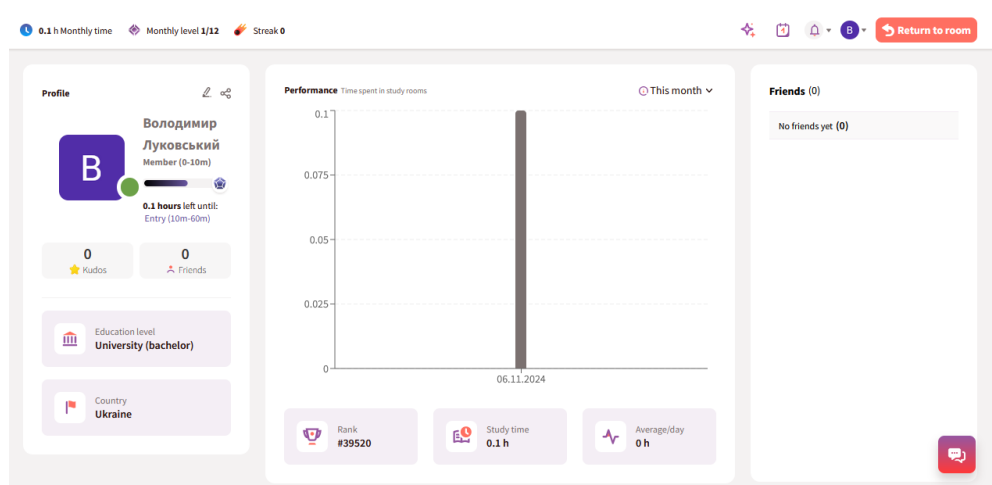 0.1 h Monthly time
Monthly level 1/12
Streak 0
1
B
Return to room
Profile
В
Володимир
Луковський
Member (0-10m)
0.1 hours left until:
Entry (10m-60m)
0
Kudos
0
Friends
Education level
University (bachelor)
Country
Ukraine
Performance Time spent in study rooms
This month
0.1
0.075
0.05
0.025
0
06.11.2024
Rank
#39520
Study time
0.1 h
Average/day
0 h
Friends (0)
No friends yet (0)